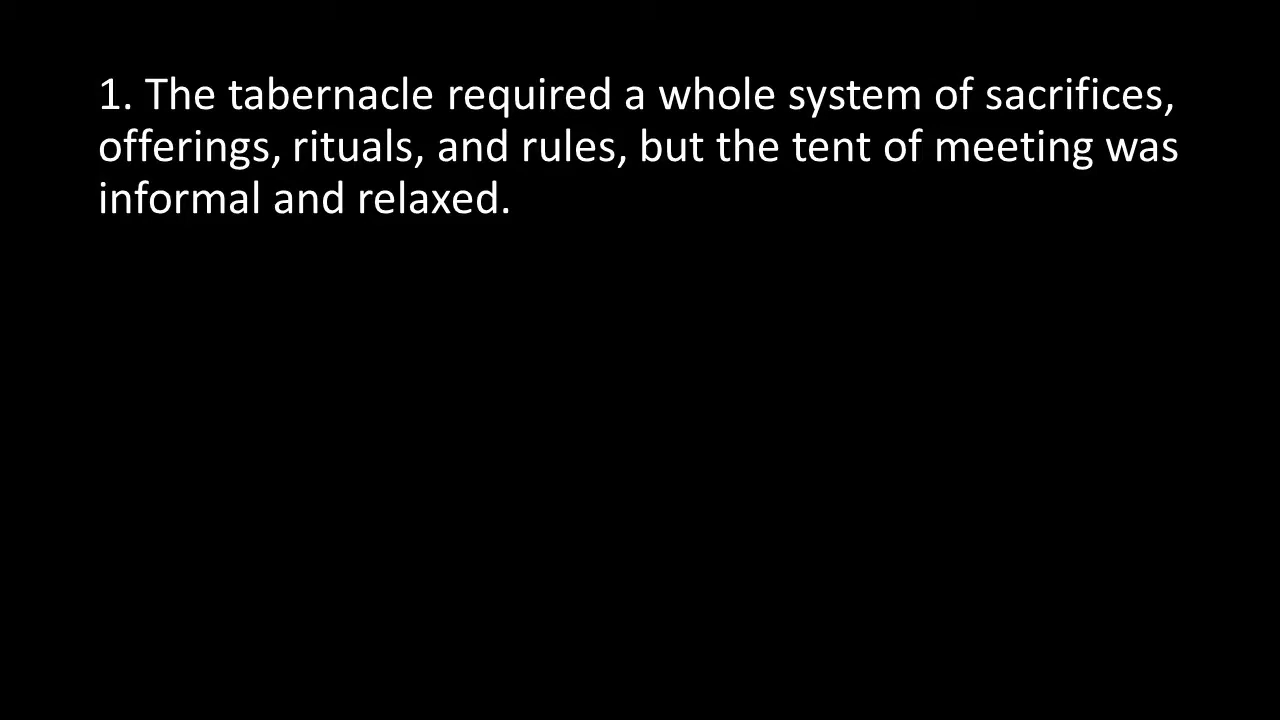 1. The tabernacle required a whole system of sacrifices,
offerings, rituals, and rules, but the tent of meeting was
informal and relaxed.